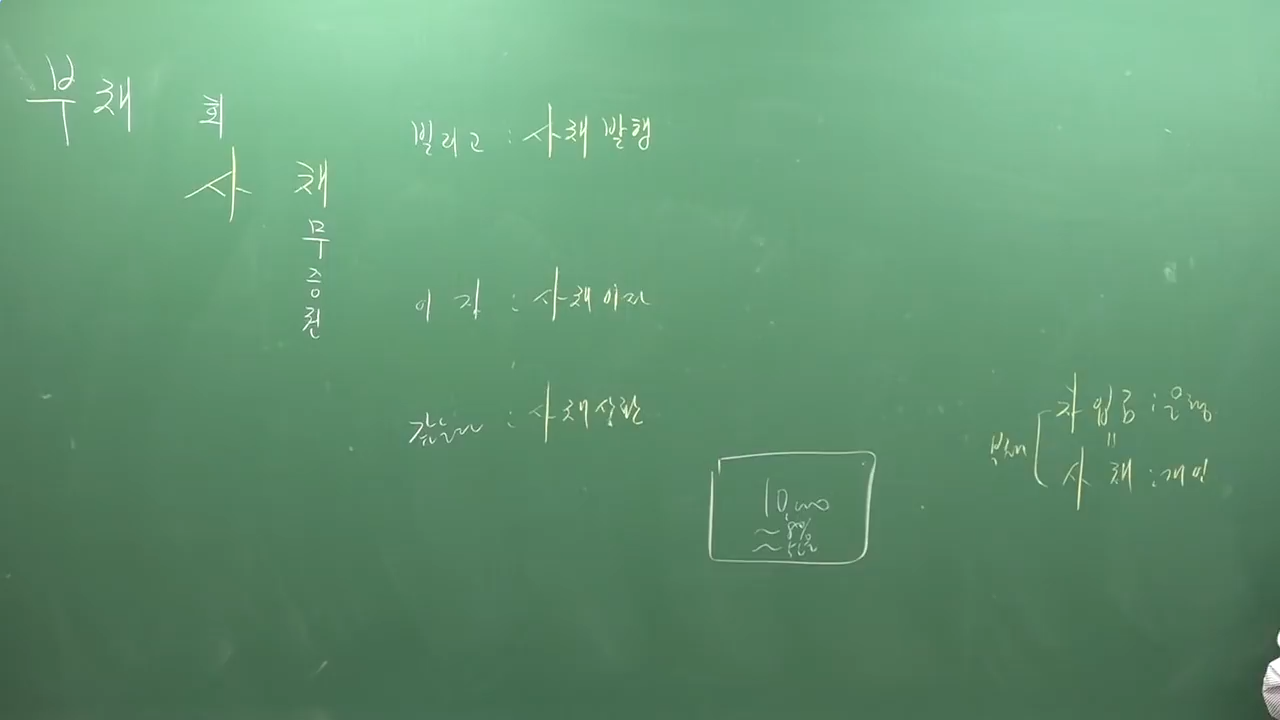 부채
회
사 채
무
증
권
빌리고 : 사채발행
이 자 : 사채이자
갚는다 : 사채상환
10,000
~ 8%
~
부채
차입금 : 은행
=
사 채 : 개인